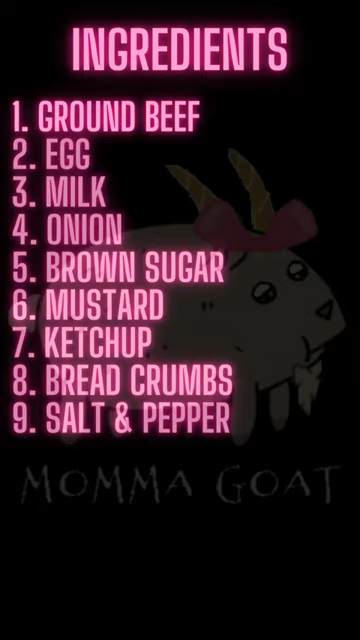 INGREDIENTS
1. GROUND BEEF
2. EGG
3. MILK
4. ONION
5. BROWN SUGAR
6. MUSTARD
7. KETCHUP
8. BREAD CRUMBS
9. SALT & PEPPER
MOMMA GOAT